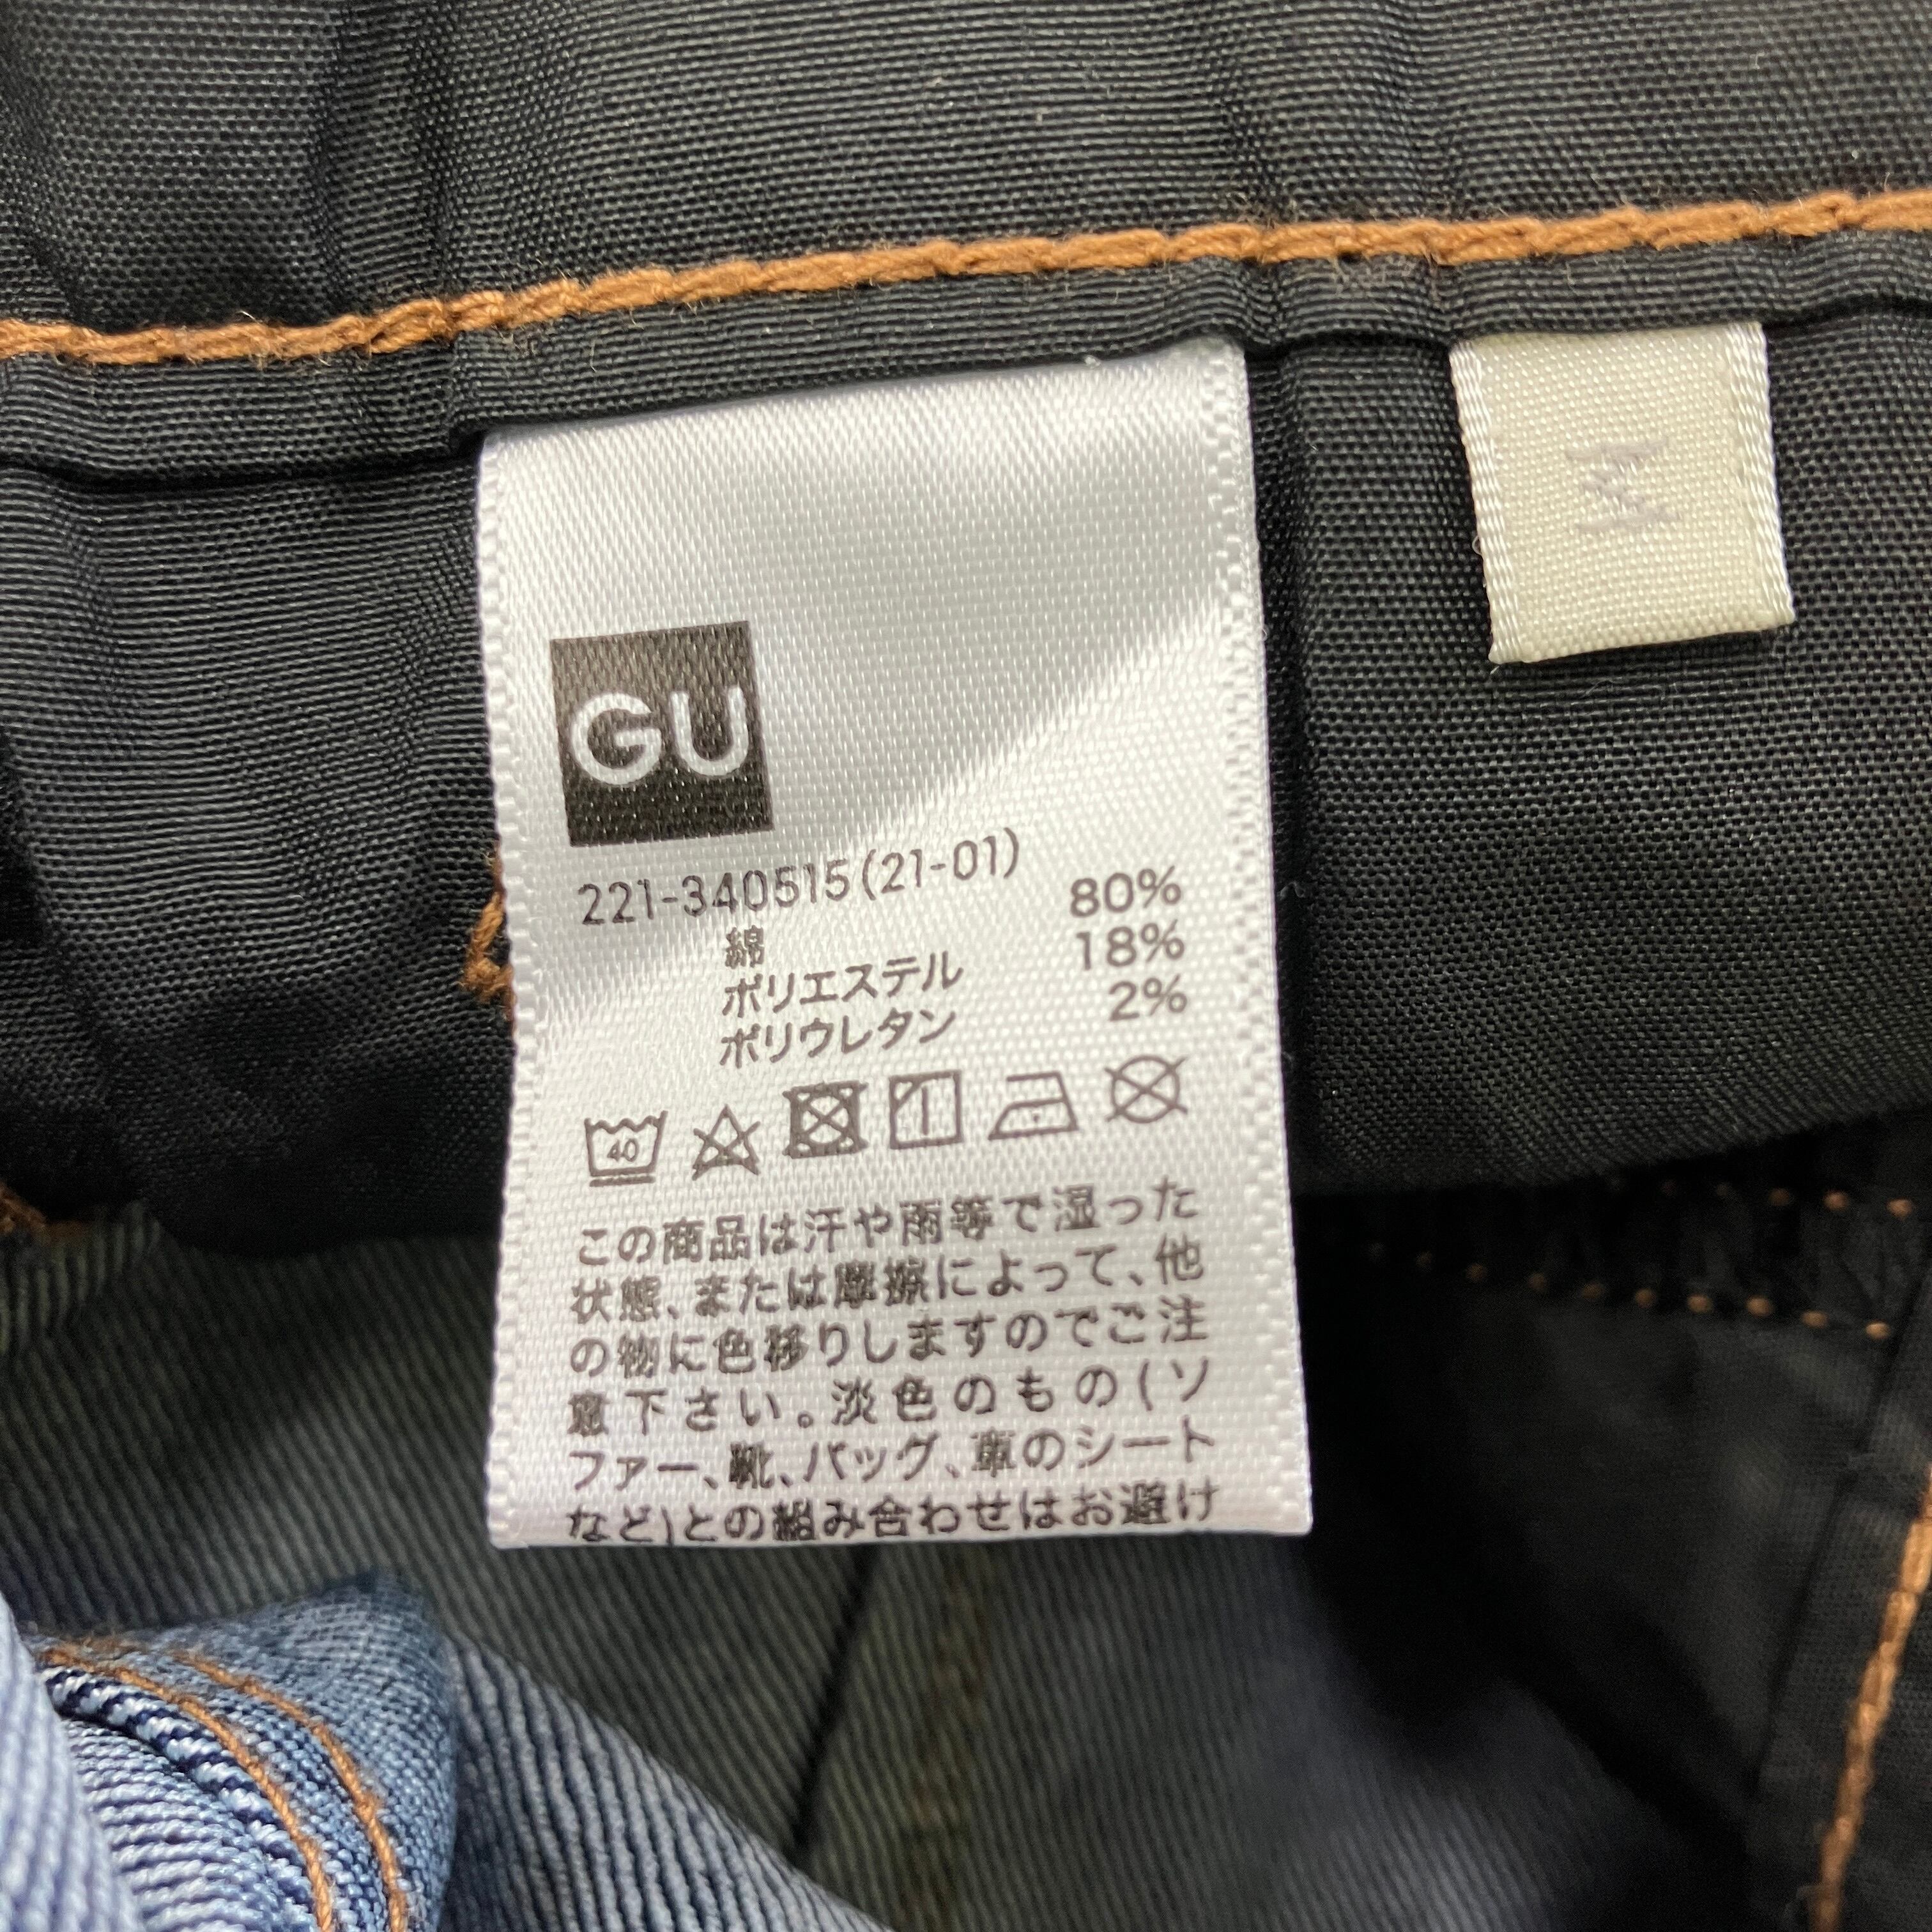 GU
M
221-340515(21-01)
綿 80%
ポリエステル 18%
ポリウレタン 2%
40
この商品は汗や雨等で湿った
状態、または摩擦によって、他
の物に色移りしますのでご注
意下さい。淡色のもの(ソ
ファー、靴、バッグ、車のシート
など)との組み合わせはお避け